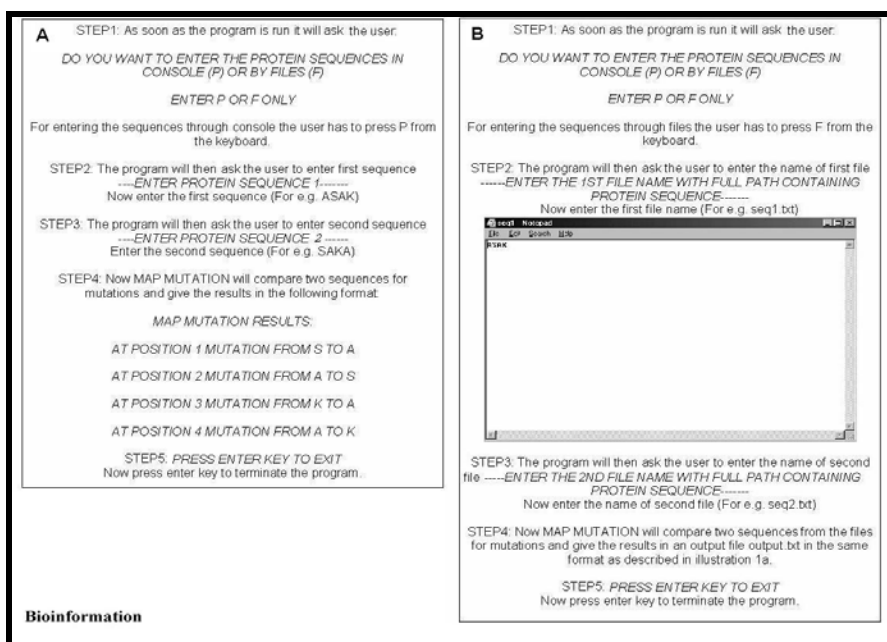 A
STEP1: As soon as the program is run it will ask the user:
DO YOU WANT TO ENTER THE PROTEIN SEQUENCES IN
CONSOLE (P) OR BY FILES (F)
ENTER P OR F ONLY
For entering the sequences through console the user has to press P from
the keyboard.
STEP2: The program will then ask the user to enter first sequence
----ENTER PROTEIN SEQUENCE 1-------
Now enter the first sequence (For e.g. ASAK)
STEP3: The program will then ask the user to enter second sequence
----ENTER PROTEIN SEQUENCE 2 ------
Enter the second sequence (For e.g. SAKA)
STEP4: Now MAP MUTATION will compare two sequences for
mutations and give the results in the following format:
MAP MUTATION RESULTS:
AT POSITION 1 MUTATION FROM S TO A
AT POSITION 2 MUTATION FROM A TO S
AT POSITION 3 MUTATION FROM K TO A
AT POSITION 4 MUTATION FROM A TO K
STEP5: PRESS ENTER KEY TO EXIT
Now press enter key to terminate the program.
B
STEP1: As soon as the program is run it will ask the user:
DO YOU WANT TO ENTER THE PROTEIN SEQUENCES IN
CONSOLE (P) OR BY FILES (F)
ENTER P OR F ONLY
For entering the sequences through files the user has to press F from the
keyboard.
STEP2: The program will then ask the user to enter the name of first file
------ENTER THE 1ST FILE NAME WITH FULL PATH CONTAINING
PROTEIN SEQUENCE-------
Now enter the first file name (For e.g. seq1.txt)
seq1 - Notepad
File Edit Search Help
ASAK
STEP3: The program will then ask the user to enter the name of second
file -----ENTER THE 2ND FILE NAME WITH FULL PATH CONTAINING
PROTEIN SEQUENCE-------
Now enter the name of second file (For e.g. seq2.txt)
STEP4: Now MAP MUTATION will compare two sequences from the files
for mutations and give the results in an output file output.txt in the same
format as described in illustration 1a.
STEP5: PRESS ENTER KEY TO EXIT
Now press enter key to terminate the program.
Bioinformation